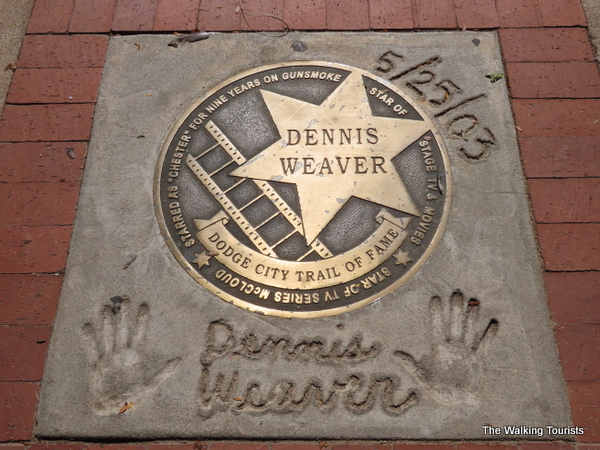 5/25/03
STARRED AS "CHESTER" FOR NINE YEARS ON GUNSMOKE
STAR OF STAGE TV & MOVIES
DENNIS
WEAVER
DODGE CITY TRAIL OF FAME
STAR OF TV SERIES McCLOUD
Dennis
Weaver
The Walking Tourists